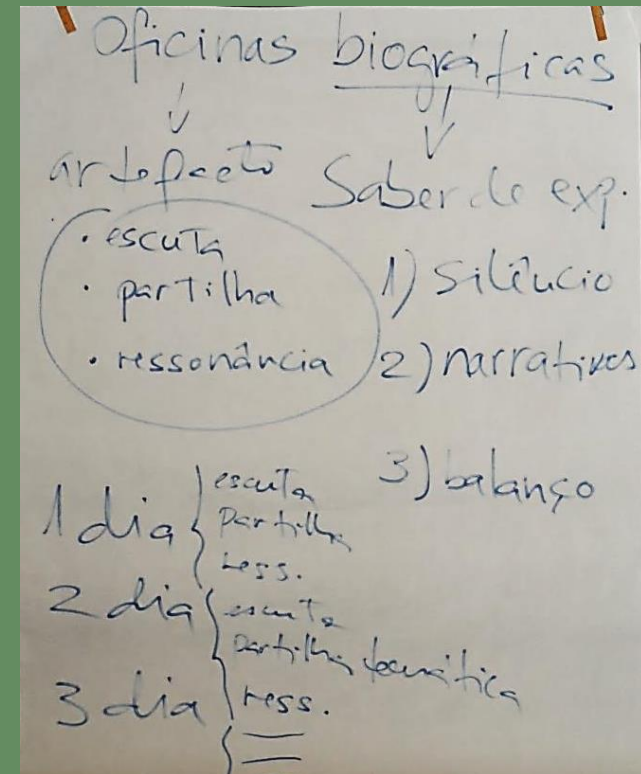 Oficinas biográficas
artefacto
Saber de exp.
• escuta
• partilha
• ressonância
1) Silêncio
2) narrativas
3) balanço
1 dia
escuta
partilha
ress.
2 dia
escuta
partilha temática
ress.
3 dia